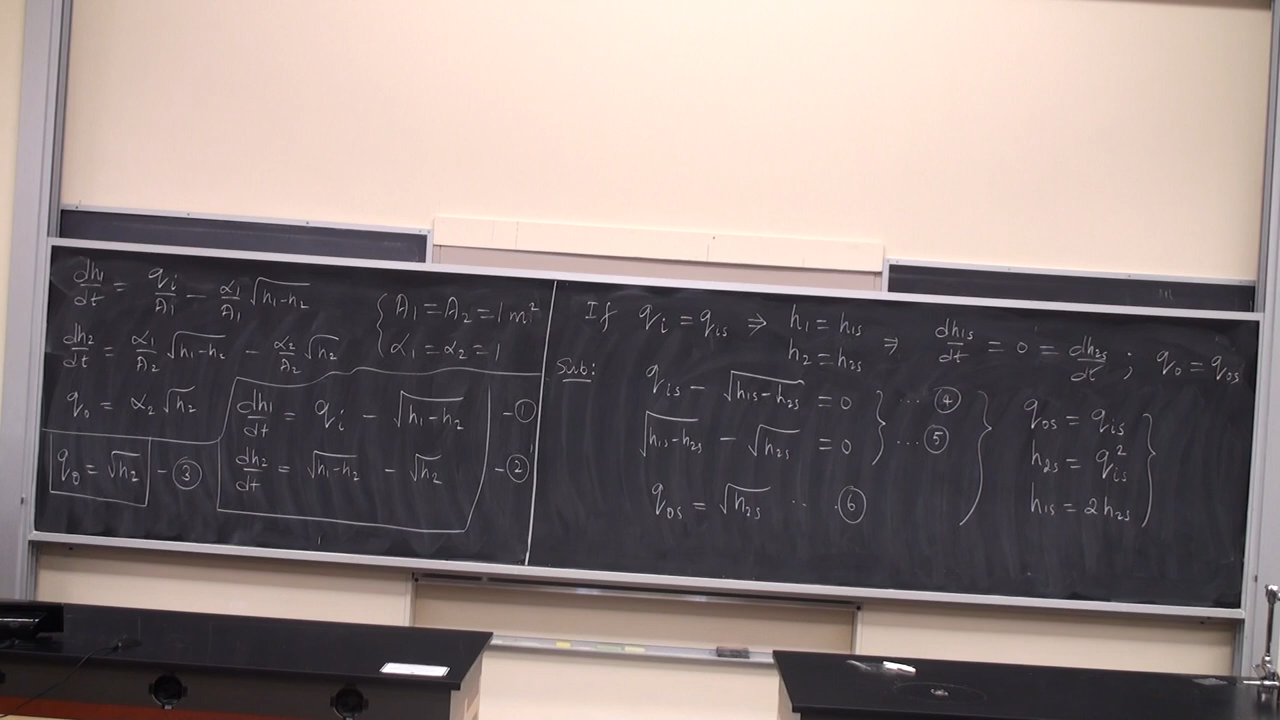 dh₁/dt = qᵢ/A₁ − α₁/A₁ √(h₁−h₂)
dh₂/dt = α₁/A₂ √(h₁−h₂) − α₂/A₂ √h₂
q₀ = α₂ √h₂
{ A₁ = A₂ = 1 m²
α₁ = α₂ = 1
dh₁/dt = qᵢ − √(h₁−h₂) – ①
dh₂/dt = √(h₁−h₂) − √h₂ – ②
q₀ = √h₂ – ③
If qᵢ = qᵢₛ ⇒ h₁ = h₁ₛ
h₂ = h₂ₛ ⇒ dh₁ₛ/dt = 0 = dh₂ₛ/dt ; q₀ = q₀ₛ
Sub:
qᵢₛ − √(h₁ₛ−h₂ₛ) = 0 } ... ④
√(h₁ₛ−h₂ₛ) − √h₂ₛ = 0 } ... ⑤
q₀ₛ = √h₂ₛ ... ⑥
q₀ₛ = qᵢₛ
h₂ₛ = qᵢₛ²
h₁ₛ = 2h₂ₛ